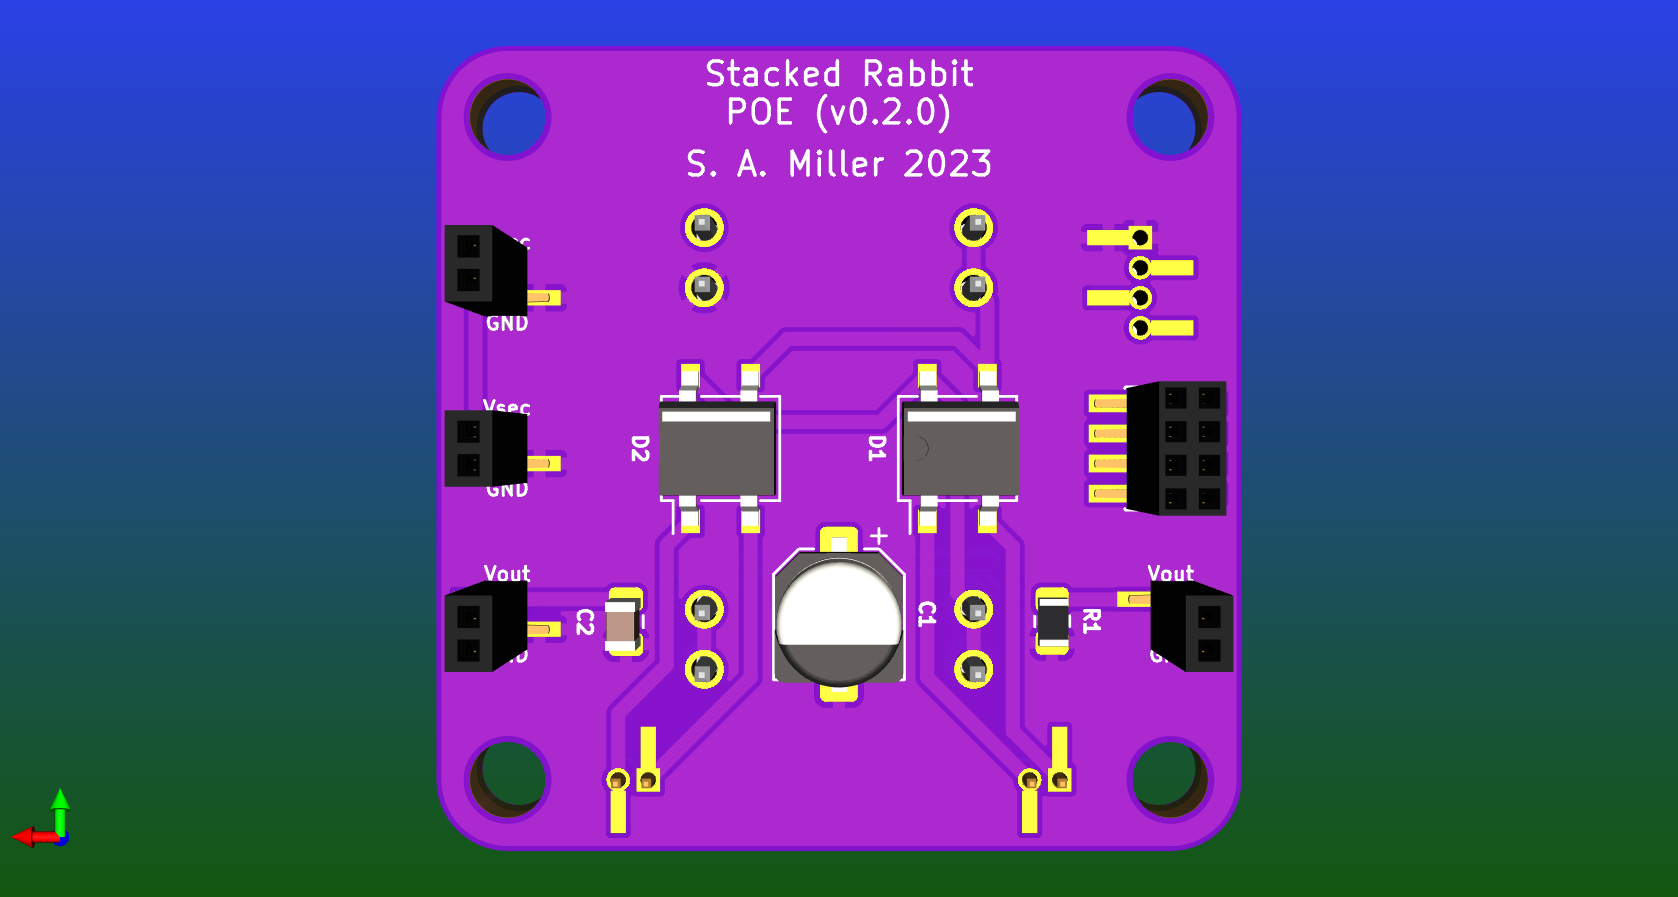 Stacked Rabbit
POE (v0.2.0)
S. A. Miller 2023
GND
Vsec
GND
D2
D1
+
Vout
Vout
C2
C1
R1